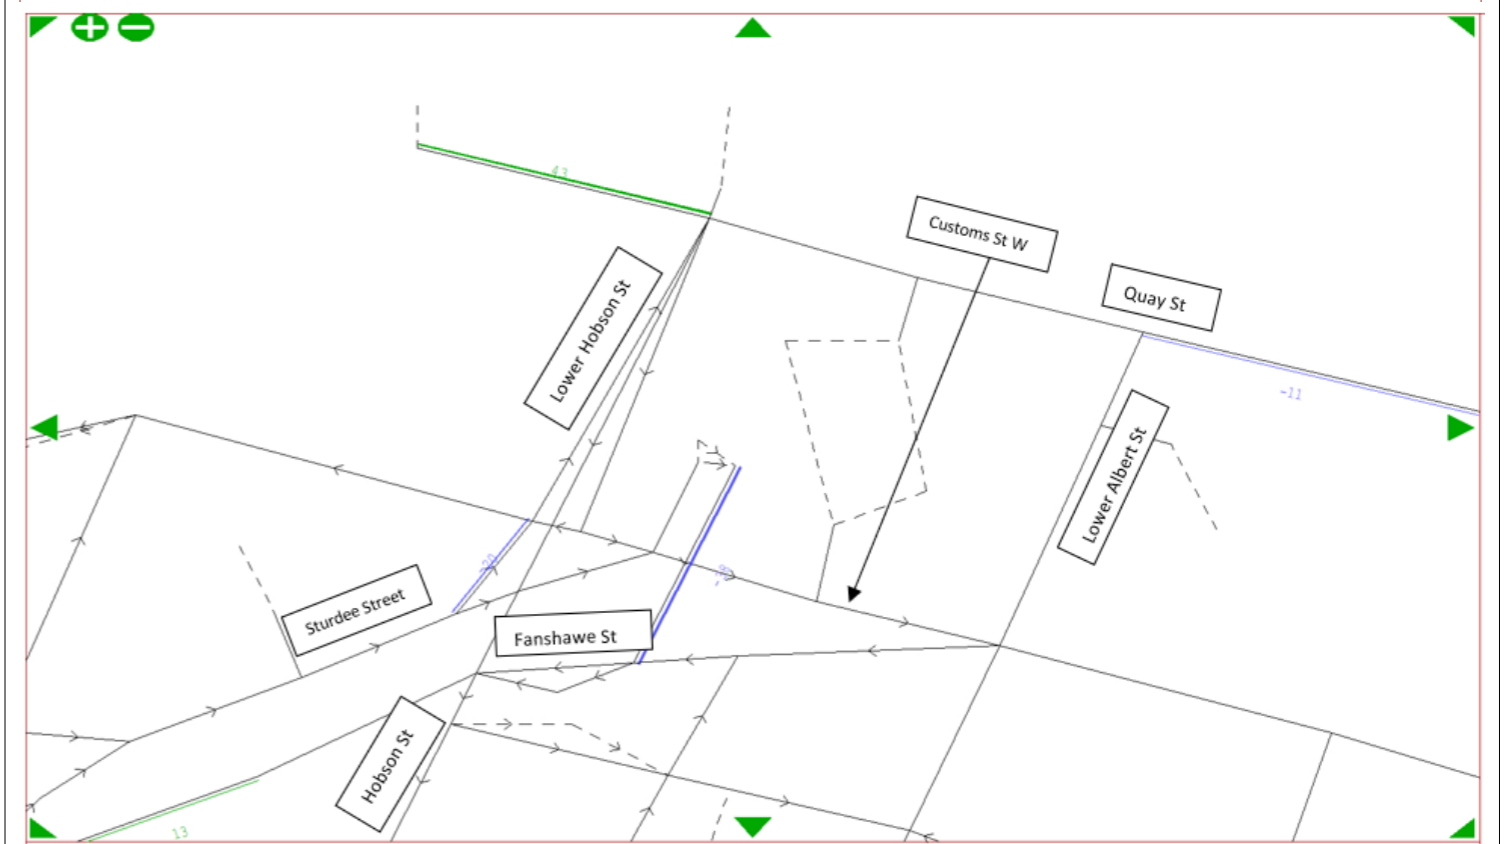 43
Customs St W
Quay St
Lower Hobson St
-11
Lower Albert St
Sturdee Street
Fanshawe St
Hobson St
13